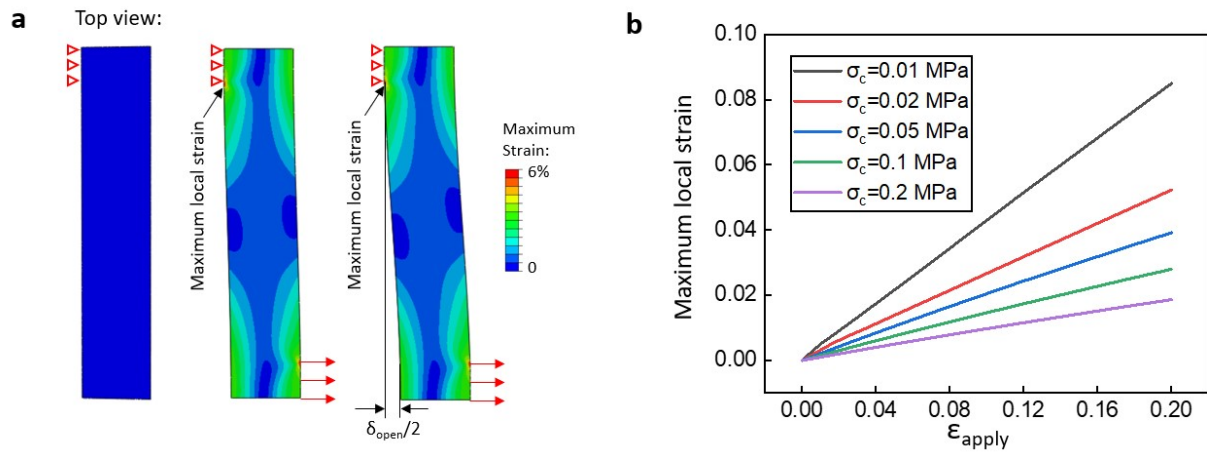 a
Top view:
Maximum local strain
Maximum local strain
Maximum
Strain:
6%
0
δopen/2
b
Maximum local strain
0.10
0.08
0.06
0.04
0.02
0.00
σc=0.01 MPa
σc=0.02 MPa
σc=0.05 MPa
σc=0.1 MPa
σc=0.2 MPa
0.00 0.04 0.08 0.12 0.16 0.20
εapply